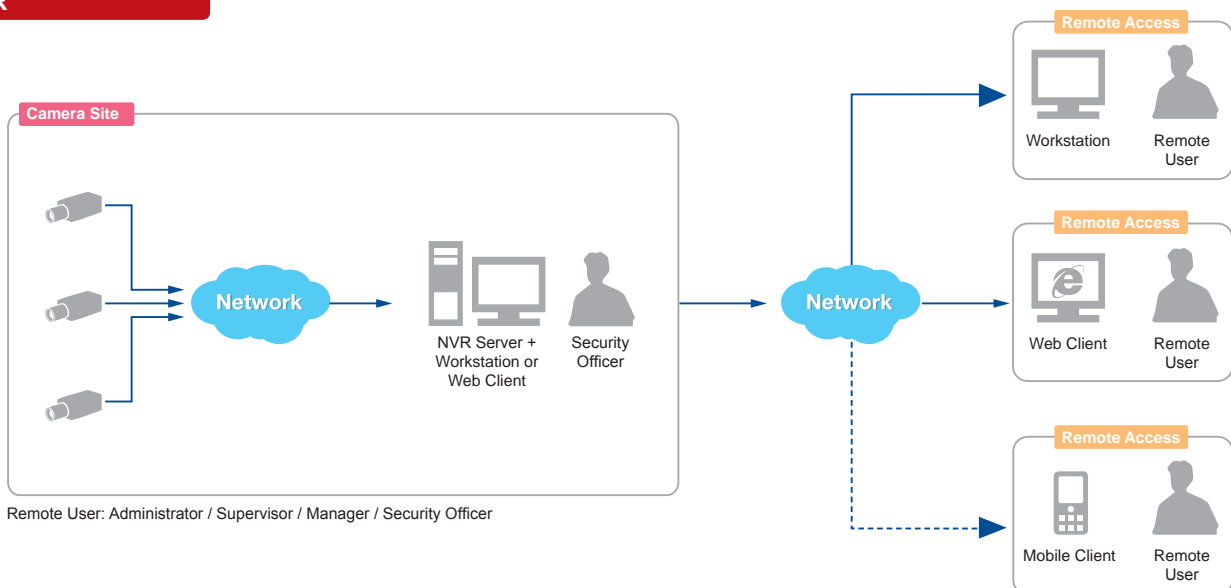 Remote Access
Workstation
Remote
User
Camera Site
Network
NVR Server +
Workstation or
Web Client
Security
Officer
Network
Remote Access
Web Client
Remote
User
Remote Access
Mobile Client
Remote
User
Remote User: Administrator / Supervisor / Manager / Security Officer